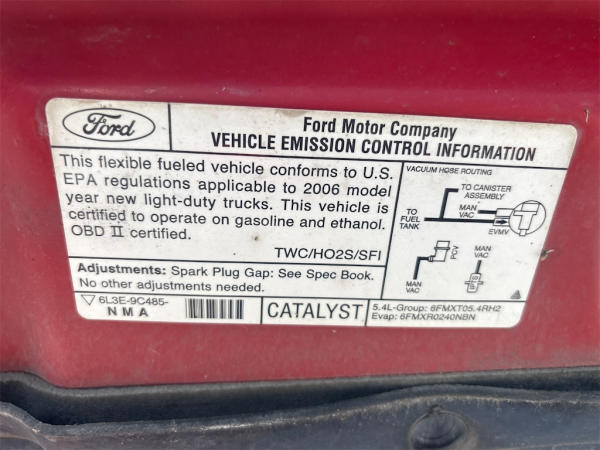 Ford
Ford Motor Company
VEHICLE EMISSION CONTROL INFORMATION
This flexible fueled vehicle conforms to U.S.
EPA regulations applicable to 2006 model
year new light-duty trucks. This vehicle is
certified to operate on gasoline and ethanol.
OBD II certified.
TWC/HO2S/SFI
Adjustments: Spark Plug Gap: See Spec Book.
No other adjustments needed.
VACUUM HOSE ROUTING
TO CANISTER
ASSEMBLY
MAN
VAC
TO FUEL
TANK
EVMV
PCV
MAN
VAC
MAN
VAC
6L3E-9C485-
NMA
CATALYST
5.4L-Group: 6FMXT05.4RH2
Evap: 6FMXR0240NBN